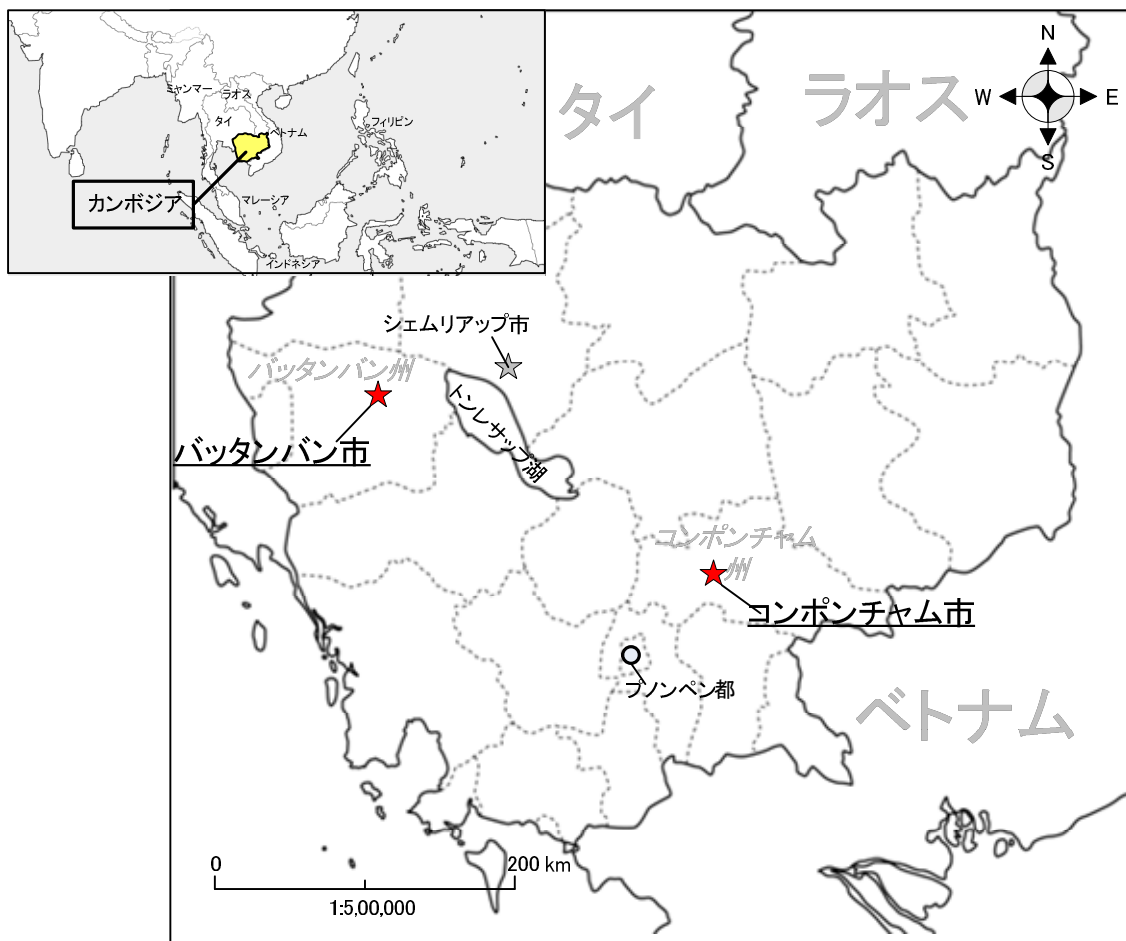 ミャンマー
ラオス
タイ
ベトナム
フィリピン
カンボジア
マレーシア
インドネシア
タイ
ラオス
N
W
E
S
シェムリアップ市
バッタンバン州
バッタンバン市
トンレサップ湖
コンポンチャム
州
コンポンチャム市
プノンペン都
ベトナム
0
200 km
1:5,00,000